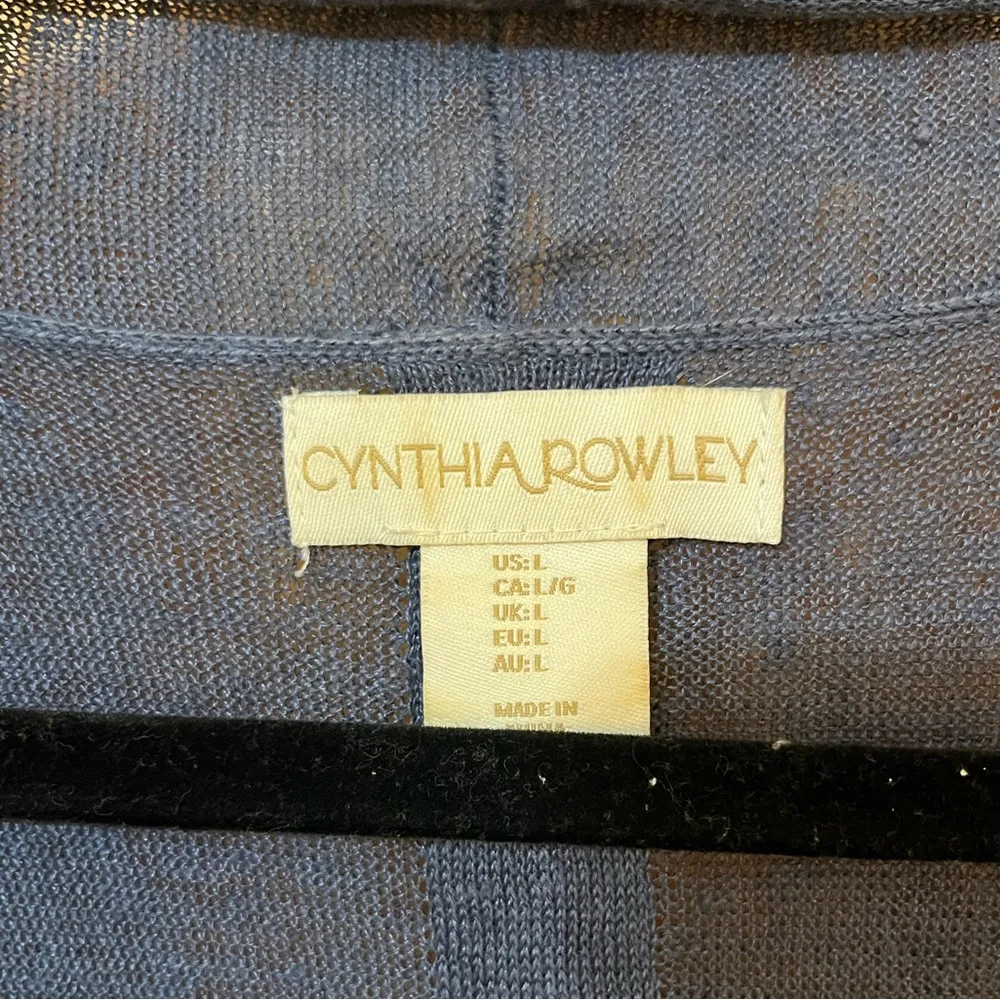 CYNTHIA ROWLEY
US: L
CA: L/G
UK: L
EU: L
AU: L
MADE IN